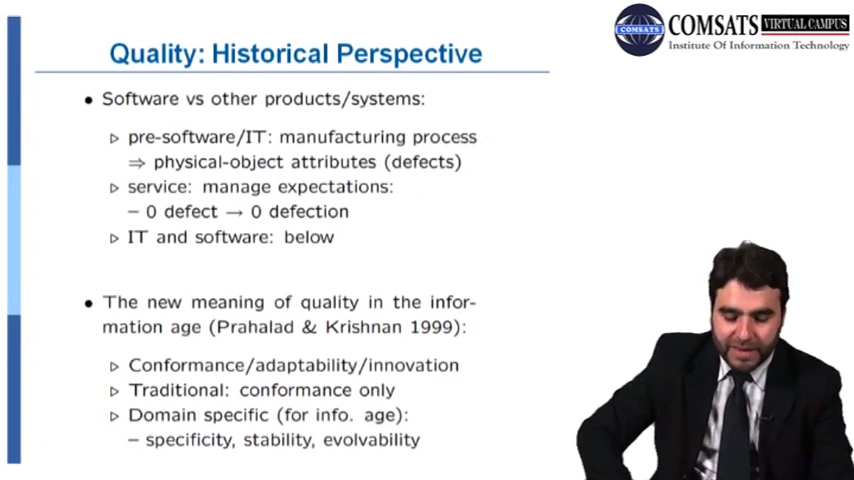 COMSATS
COMSATS VIRTUAL CAMPUS
Institute Of Information Technology
Quality: Historical Perspective
• Software vs other products/systems:
▷ pre-software/IT: manufacturing process
⇒ physical-object attributes (defects)
▷ service: manage expectations:
– 0 defect → 0 defection
▷ IT and software: below
• The new meaning of quality in the infor-
mation age (Prahalad & Krishnan 1999):
▷ Conformance/adaptability/innovation
▷ Traditional: conformance only
▷ Domain specific (for info. age):
– specificity, stability, evolvability